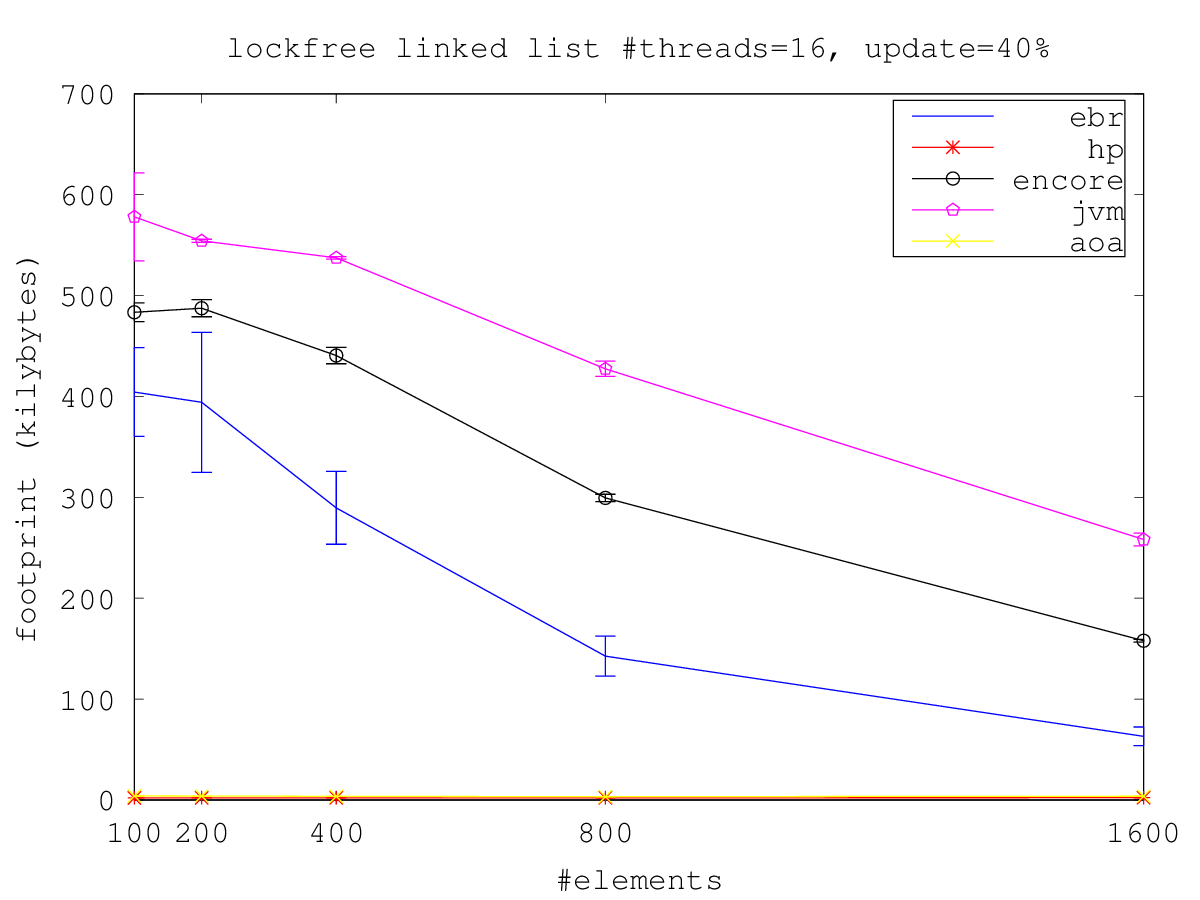 lockfree linked list #threads=16, update=40%
700
600
500
400
300
200
100
0
footprint (kilybytes)
ebr
hp
encore
jvm
aoa
100 200 400 800 1600
#elements